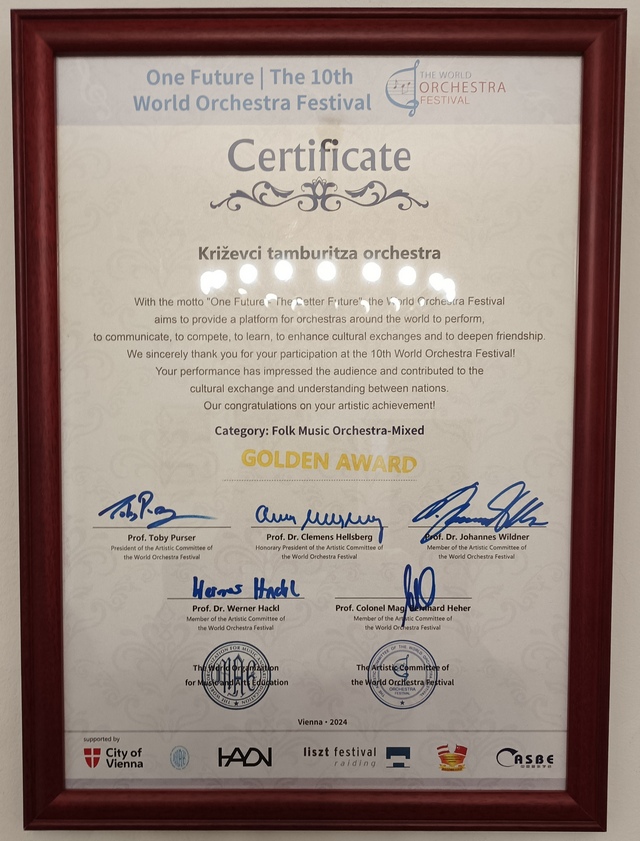 One Future | The 10th
World Orchestra Festival
THE WORLD
ORCHESTRA
FESTIVAL
Certificate
Križevci tamburitza orchestra
With the motto "One Future - The Better Future", the World Orchestra Festival
aims to provide a platform for orchestras around the world to perform,
to communicate, to compete, to learn, to enhance cultural exchanges and to deepen friendship.
We sincerely thank you for your participation at the 10th World Orchestra Festival!
Your performance has impressed the audience and contributed to the
cultural exchange and understanding between nations.
Our congratulations on your artistic achievement!
Category: Folk Music Orchestra-Mixed
GOLDEN AWARD
Prof. Toby Purser
President of the Artistic Committee of
the World Orchestra Festival
Prof. Dr. Clemens Hellsberg
Honorary President of the Artistic Committee of
the World Orchestra Festival
Prof. Dr. Johannes Wildner
Member of the Artistic Committee of
the World Orchestra Festival
Werner Hackl
Prof. Dr. Werner Hackl
Member of the Artistic Committee of
the World Orchestra Festival
Prof. Colonel Mag. Bernhard Heher
Member of the Artistic Committee of
the World Orchestra Festival
The World Organization
for Music and Arts Education
The Artistic Committee of
the World Orchestra Festival
Vienna • 2024
supported by
City of
Vienna
HADN
liszt festival
raiding
ASBE